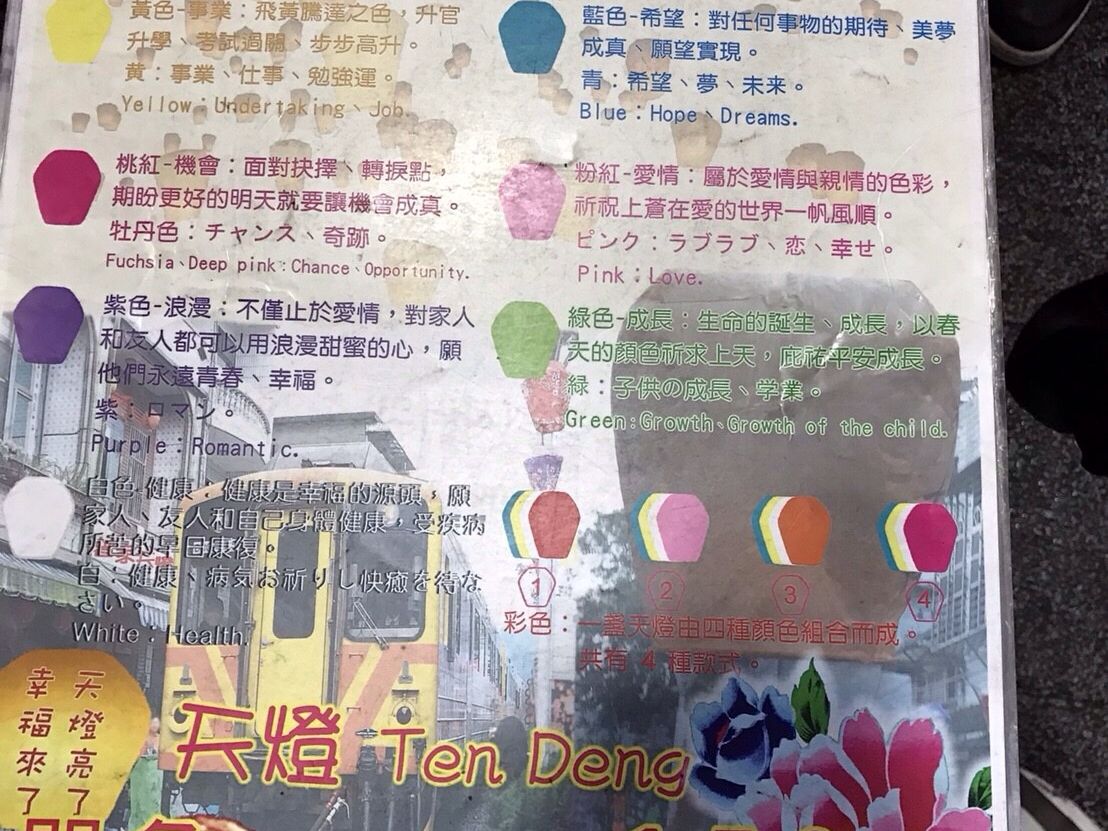 黃色-事業：飛黃騰達之色，升官
升學、考試過關、步步高升。
黄：事業、仕事、勉強運。
Yellow：Undertaking、Job.
藍色-希望：對任何事物的期待、美夢
成真、願望實現。
青：希望、夢、未来。
Blue：Hope、Dreams.
桃紅-機會：面對抉擇、轉捩點，
期盼更好的明天就要讓機會成真。
牡丹色：チャンス、奇跡。
Fuchsia、Deep pink：Chance、Opportunity.
粉紅-愛情：屬於愛情與親情的色彩，
祈祝上蒼在愛的世界一帆風順。
ピンク：ラブラブ、恋、幸せ。
Pink：Love.
紫色-浪漫：不僅止於愛情，對家人
和友人都可以用浪漫甜蜜的心，願
他們永遠青春、幸福。
紫：ロマン。
Purple：Romantic.
綠色-成長：生命的誕生、成長，以春
天的顏色祈求上天，庇祐平安成長。
緑：子供の成長、学業。
Green：Growth、Growth of the child.
白色-健康：健康是幸福的源頭，願
家人、友人和自己身體健康，受疾病
所苦的早日康復。
白：健康、病気お祈りし快癒を待な
さい。
White：Health.
1 2 3 4
彩色：一盞天燈由四種顏色組合而成。
共有 4 種款式。
天燈亮了
幸福來了
天燈 Ten Deng